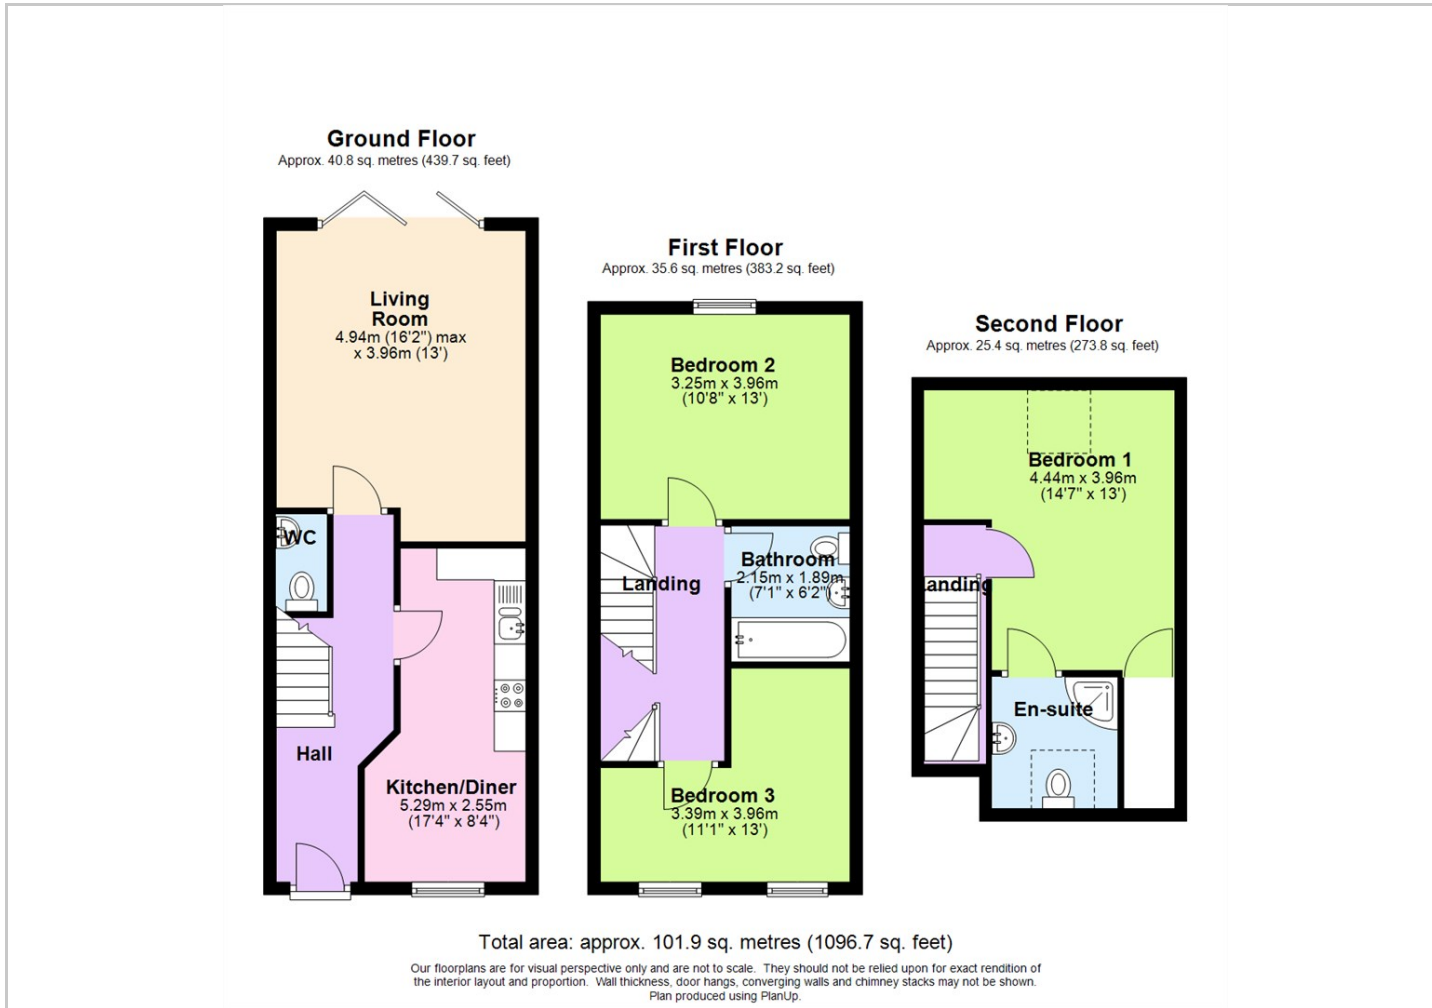 Ground Floor
Approx. 40.8 sq. metres (439.7 sq. feet)
Living
Room
4.94m (16'2") max
x 3.96m (13')
WC
Hall
Kitchen/Diner
5.29m x 2.55m
(17'4" x 8'4")
First Floor
Approx. 35.6 sq. metres (383.2 sq. feet)
Bedroom 2
3.25m x 3.96m
(10'8" x 13')
Landing
Bathroom
2.15m x 1.89m
(7'1" x 6'2")
Bedroom 3
3.39m x 3.96m
(11'1" x 13')
Second Floor
Approx. 25.4 sq. metres (273.8 sq. feet)
Bedroom 1
4.44m x 3.96m
(14'7" x 13')
Landing
En-suite
Total area: approx. 101.9 sq. metres (1096.7 sq. feet)
Our floorplans are for visual perspective only and are not to scale. They should not be relied upon for exact rendition of
the interior layout and proportion. Wall thickness, door hangs, converging walls and chimney stacks may not be shown.
Plan produced using PlanUp.